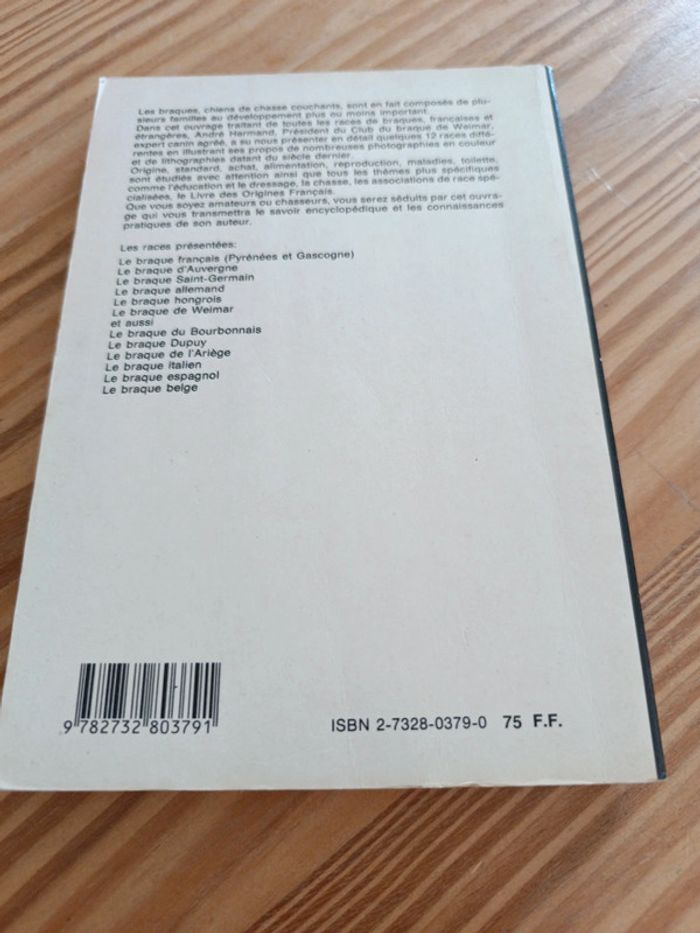 Les braques, chiens de chasse couchants, sont en fait composés de plu-
sieurs familles au développement plus ou moins important.
Dans cet ouvrage traitant de toutes les races de braques, françaises et
étrangères, André Harmand, Président du Club du braque de Weimar,
expert canin agréé, a su nous présenter en détail quelques 12 races diffé-
rentes en illustrant ses propos de nombreuses photographies en couleur
et de lithographies datant du siècle dernier.
Origine, standard, achat, alimentation, reproduction, maladies, toilette,
sont étudiés avec attention ainsi que tous les thèmes plus spécifiques
comme l'éducation et le dressage, la chasse, les associations de race spé-
cialisées, le Livre des Origines Français.
Que vous soyez amateurs ou chasseurs, vous serez séduits par cet ouvra-
ge qui vous transmettra le savoir encyclopédique et les connaissances
pratiques de son auteur.
Les races présentées:
Le braque français (Pyrénées et Gascogne)
Le braque d'Auvergne
Le braque Saint-Germain
Le braque allemand
Le braque hongrois
Le braque de Weimar
et aussi
Le braque du Bourbonnais
Le braque Dupuy
Le braque de l'Ariège
Le braque italien
Le braque espagnol
Le braque belge
9 782732 803791
ISBN 2-7328-0379-0 75 F.F.